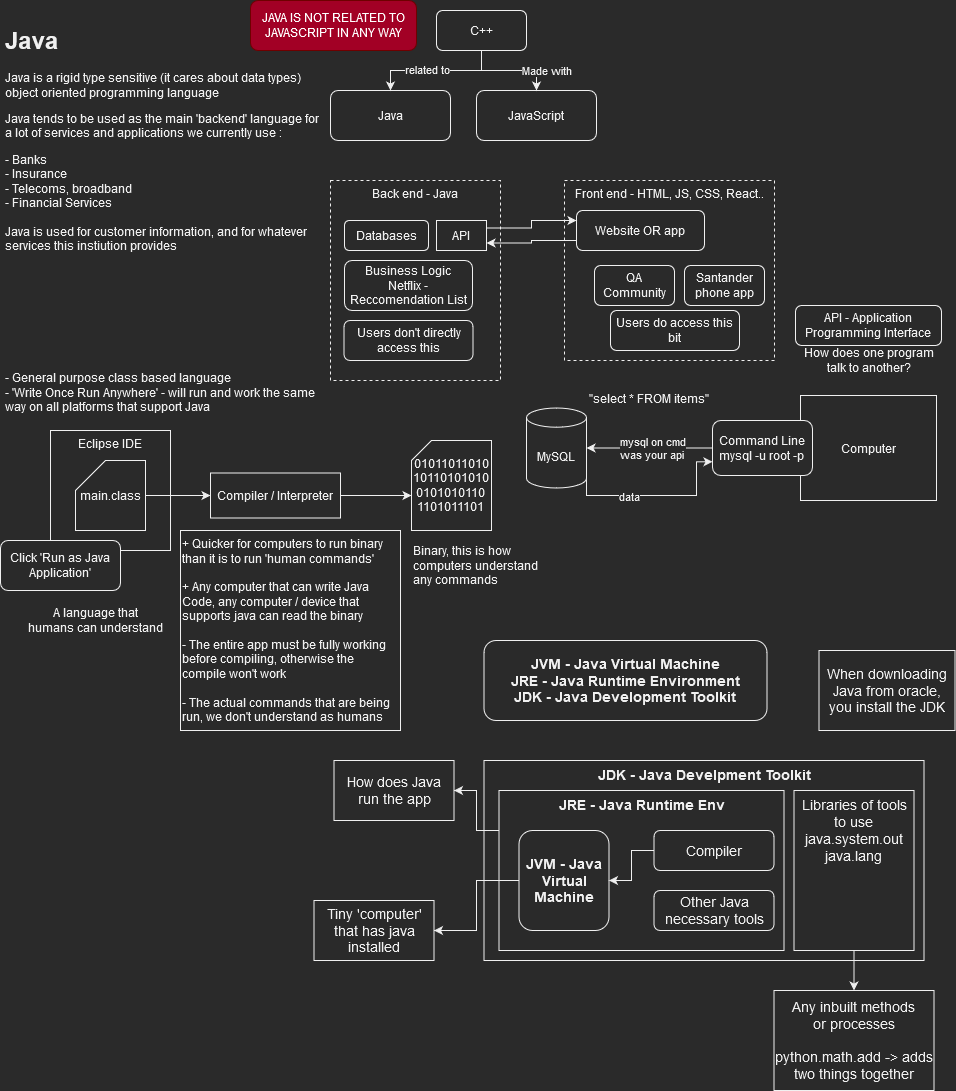 JAVA IS NOT RELATED TO
JAVASCRIPT IN ANY WAY
C++
Java
related to
Made with
Java
JavaScript
Java is a rigid type sensitive (it cares about data types)
object oriented programming language
Java tends to be used as the main 'backend' language for
a lot of services and applications we currently use :
- Banks
- Insurance
- Telecoms, broadband
- Financial Services
Java is used for customer information, and for whatever
services this instiution provides
Back end - Java
Databases
API
Business Logic
Netflix -
Reccomendation List
Users don't directly
access this
Front end - HTML, JS, CSS, React..
Website OR app
QA
Community
Santander
phone app
Users do access this
bit
API - Application
Programming Interface
How does one program
talk to another?
- General purpose class based language
- 'Write Once Run Anywhere' - will run and work the same
way on all platforms that support Java
"select * FROM items"
MySQL
mysql on cmd
was your api
data
Command Line
mysql -u root -p
Computer
Eclipse IDE
main.class
Click 'Run as Java
Application'
A language that
humans can understand
Compiler / Interpreter
01011011010
10110101010
0101010110
1101011101
Binary, this is how
computers understand
any commands
+ Quicker for computers to run binary
than it is to run 'human commands'
+ Any computer that can write Java
Code, any computer / device that
supports java can read the binary
- The entire app must be fully working
before compiling, otherwise the
compile won't work
- The actual commands that are being
run, we don't understand as humans
JVM - Java Virtual Machine
JRE - Java Runtime Environment
JDK - Java Development Toolkit
When downloading
Java from oracle,
you install the JDK
How does Java
run the app
JDK - Java Develpment Toolkit
JRE - Java Runtime Env
JVM - Java
Virtual
Machine
Compiler
Other Java
necessary tools
Libraries of tools
to use
java.system.out
java.lang
Tiny 'computer'
that has java
installed
Any inbuilt methods
or processes
python.math.add -> adds
two things together